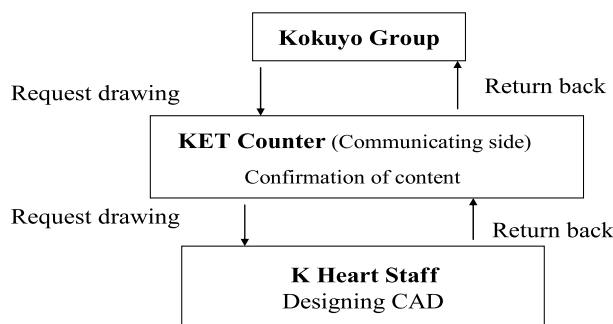 Kokuyo Group
Request drawing
Return back
KET Counter (Communicating side)
Confirmation of content
Request drawing
Return back
K Heart Staff
Designing CAD